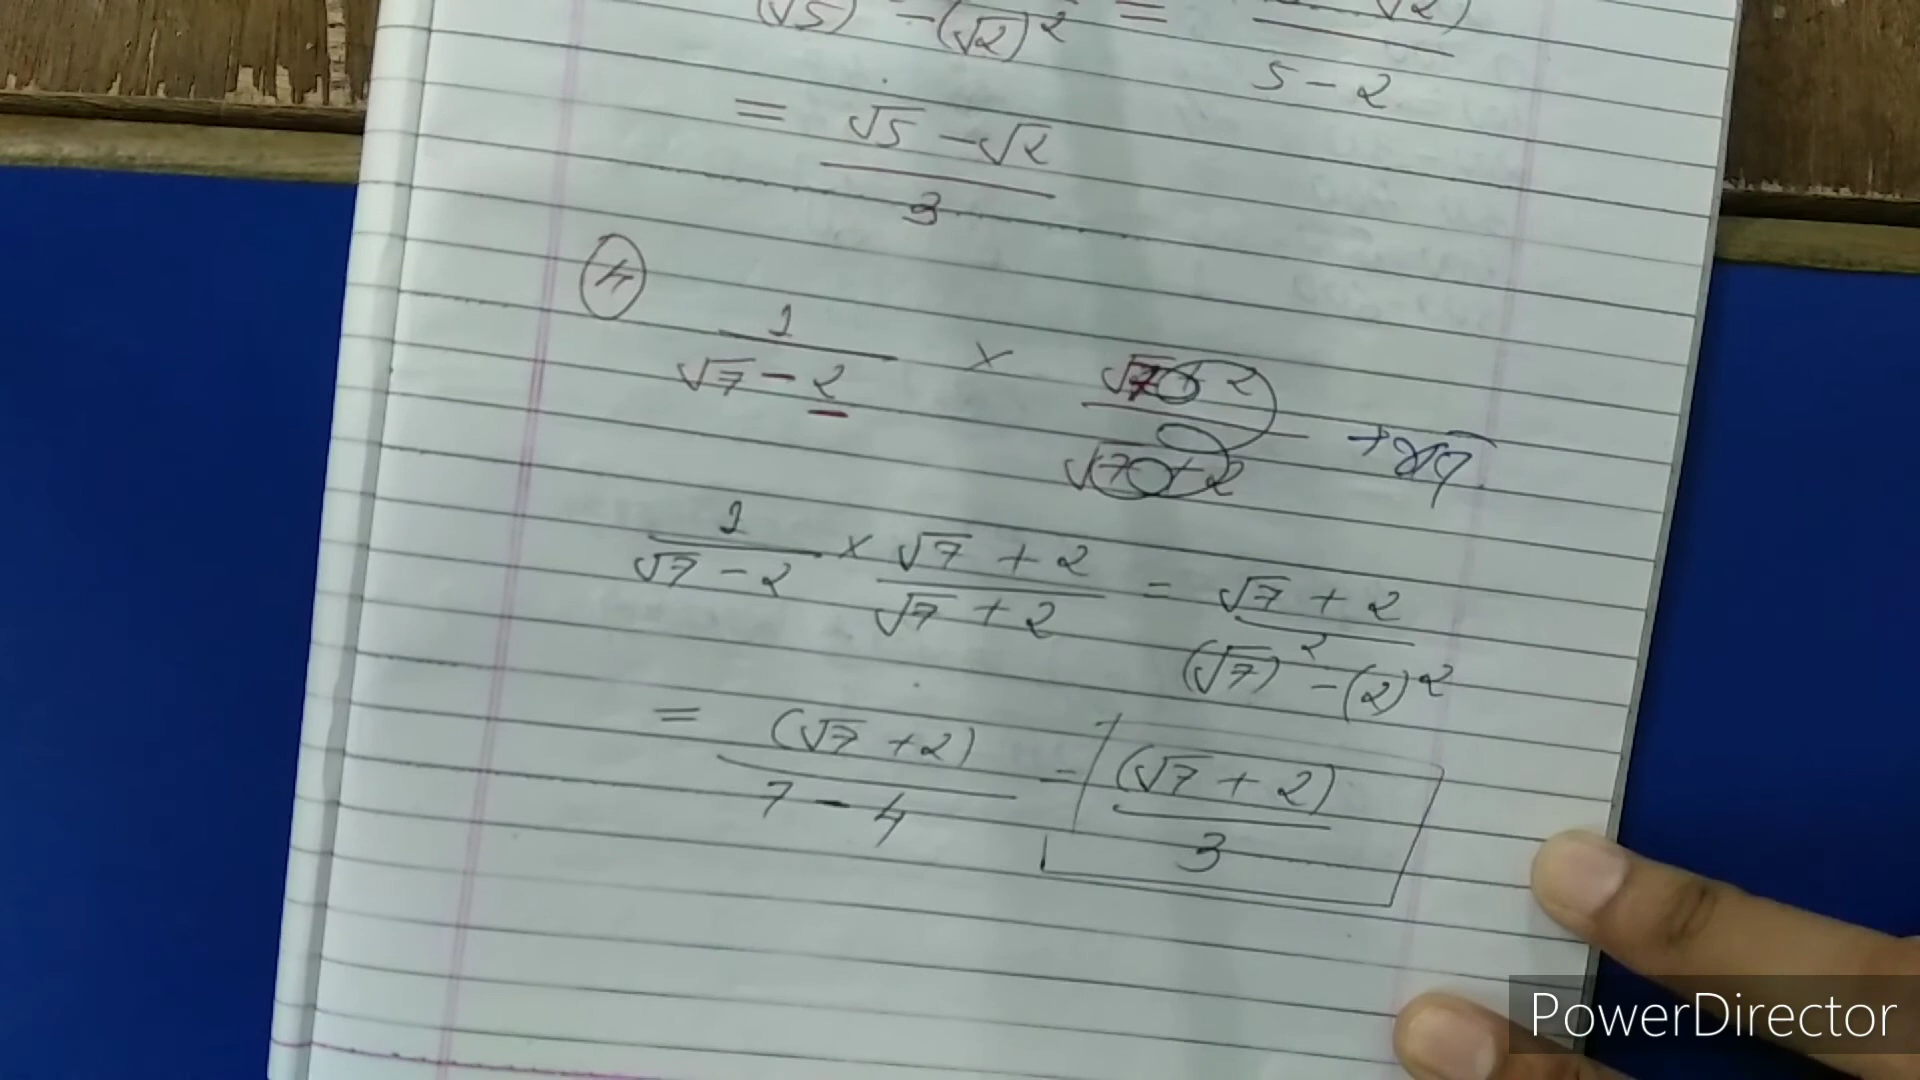 (√5) - (√2)² = √2)
5 - 2
= √5 - √2
3
4
1 × √7 + 2
√7 - 2 √7 + 2
1 × √7 + 2 = √7 + 2
√7 - 2 √7 + 2 (√7)² - (2)²
= (√7 + 2) = (√7 + 2)
7 - 4 3
PowerDirector